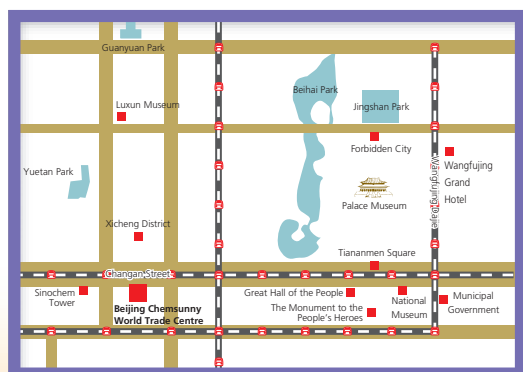 Guanyuan Park
Beihai Park
Jingshan Park
Luxun Museum
Forbidden City
Wangfujing
Grand
Hotel
Wangfujing Dajie
Yuetan Park
Palace Museum
Xicheng District
Tiananmen Square
Changan Street
Sinochem
Tower
Beijing Chemsunny
World Trade Centre
Great Hall of the People
The Monument to the
People's Heroes
National
Museum
Municipal
Government